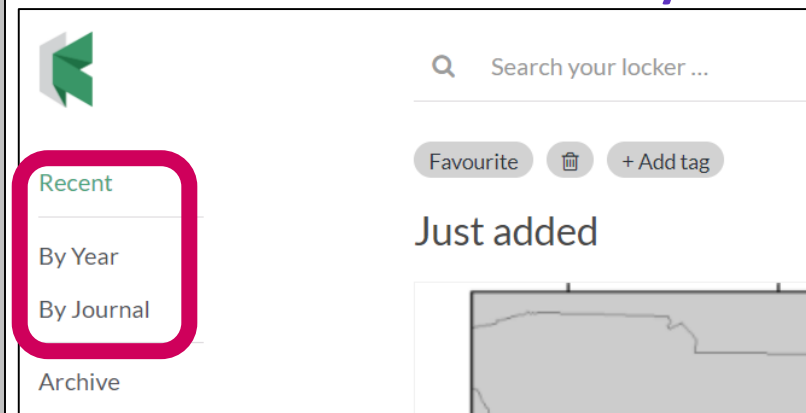 Search your locker ...
Favourite
+ Add tag
Recent
Just added
By Year
By Journal
Archive